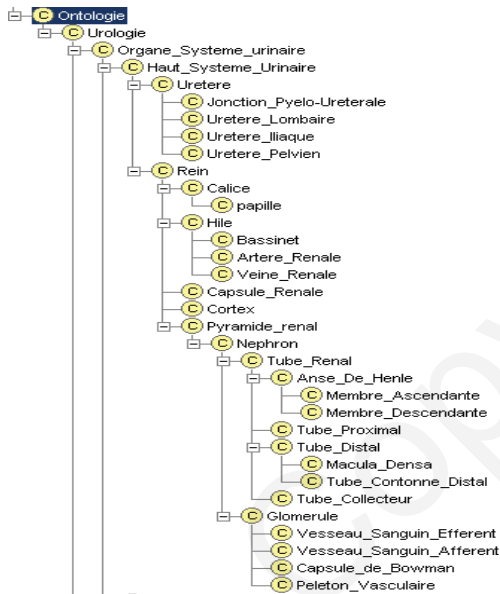 Ontologie
Urologie
Organe_Systeme_urinaire
Haut_Systeme_Urinaire
Uretere
Jonction_Pyelo-Ureterale
Uretere_Lombaire
Uretere_Iliaque
Uretere_Pelvien
Rein
Calice
papille
Hile
Bassinet
Artere_Renale
Veine_Renale
Capsule_Renale
Cortex
Pyramide_renal
Nephron
Tube_Renal
Anse_De_Henle
Membre_Ascendante
Membre_Descendante
Tube_Proximal
Tube_Distal
Macula_Densa
Tube_Contonne_Distal
Tube_Collecteur
Glomerule
Vesseau_Sanguin_Efferent
Vesseau_Sanguin_Afferent
Capsule_de_Bowman
Peleton_Vasculaire